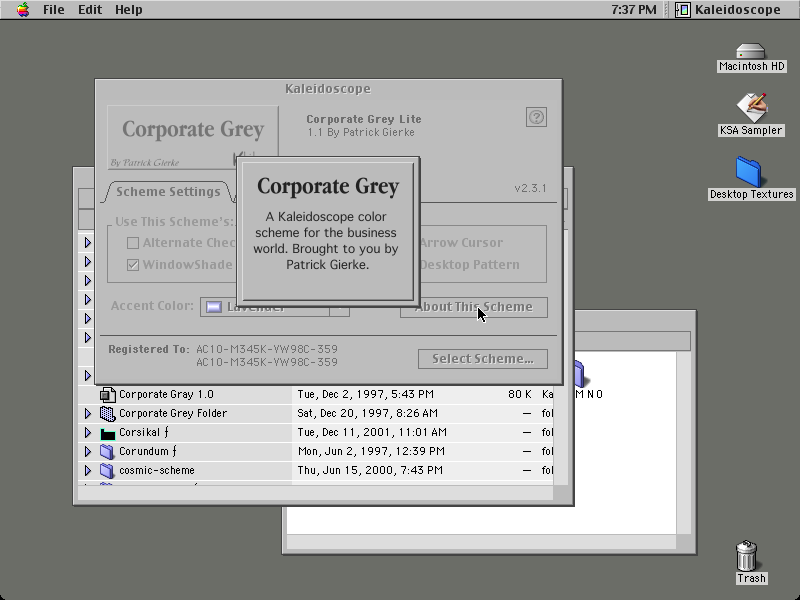 File Edit Help
7:37 PM
Kaleidoscope
Macintosh HD
KSA Sampler
Desktop Textures
Trash
Kaleidoscope
Corporate Grey
By Patrick Gierke
Corporate Grey Lite
1.1 By Patrick Gierke
v2.3.1
Scheme Settings
Use This Scheme's:
Alternate Chec
WindowShade
Arrow Cursor
Desktop Pattern
Accent Color:
Lavender
About This Scheme
Registered To: AC10-M345K-VW98C-359
AC10-M345K-VW98C-359
Select Scheme...
Corporate Grey
A Kaleidoscope color
scheme for the business
world. Brought to you by
Patrick Gierke.
Corporate Gray 1.0 Tue, Dec 2, 1997, 5:43 PM 80 K Ka
Corporate Grey Folder Sat, Dec 20, 1997, 8:26 AM — fol
Corsikal ƒ Tue, Dec 11, 2001, 11:01 AM — fol
Corundum ƒ Mon, Jun 2, 1997, 12:39 PM — fol
cosmic-scheme Thu, Jun 15, 2000, 7:43 PM — fol
M N O